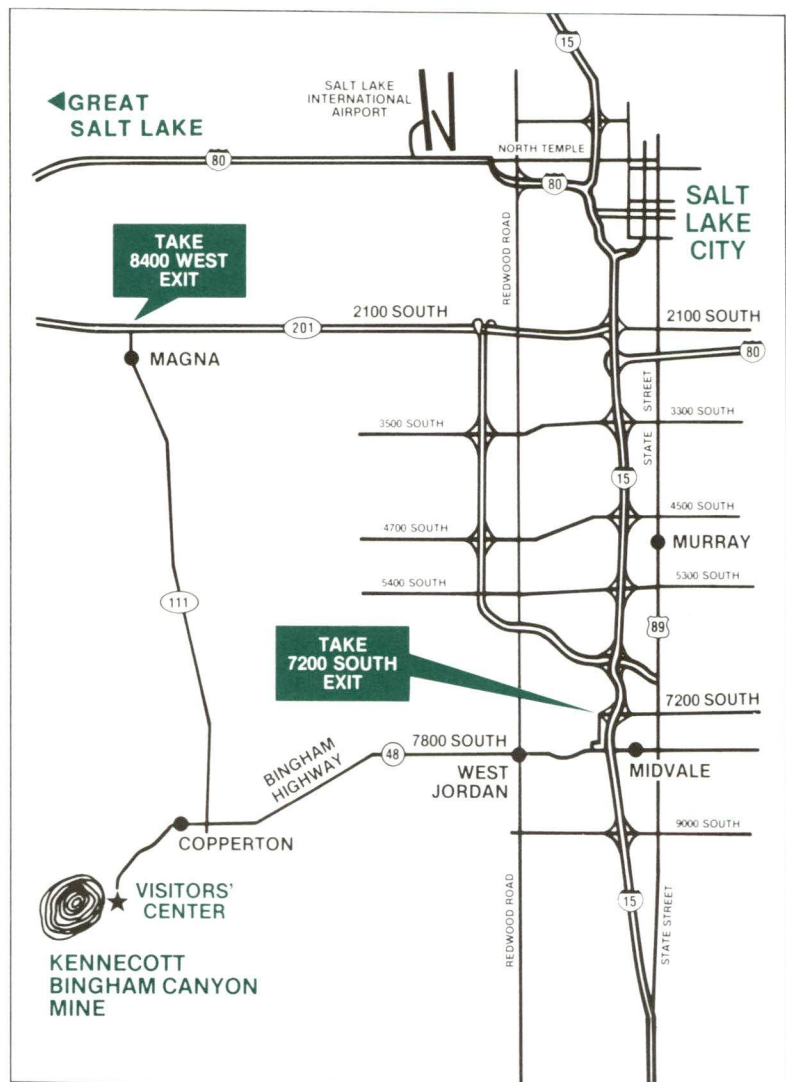 15
◀GREAT
SALT LAKE
SALT LAKE
INTERNATIONAL
AIRPORT
80
NORTH TEMPLE
80
SALT
LAKE
CITY
TAKE
8400 WEST
EXIT
REDWOOD ROAD
2100 SOUTH
201
2100 SOUTH
80
MAGNA
STATE STREET
3500 SOUTH
3300 SOUTH
15
4700 SOUTH
4500 SOUTH
MURRAY
5400 SOUTH
5300 SOUTH
111
89
TAKE
7200 SOUTH
EXIT
7200 SOUTH
BINGHAM
HIGHWAY
48
7800 SOUTH
WEST
JORDAN
MIDVALE
COPPERTON
9000 SOUTH
VISITORS'
CENTER
REDWOOD ROAD
15
STATE STREET
KENNECOTT
BINGHAM CANYON
MINE